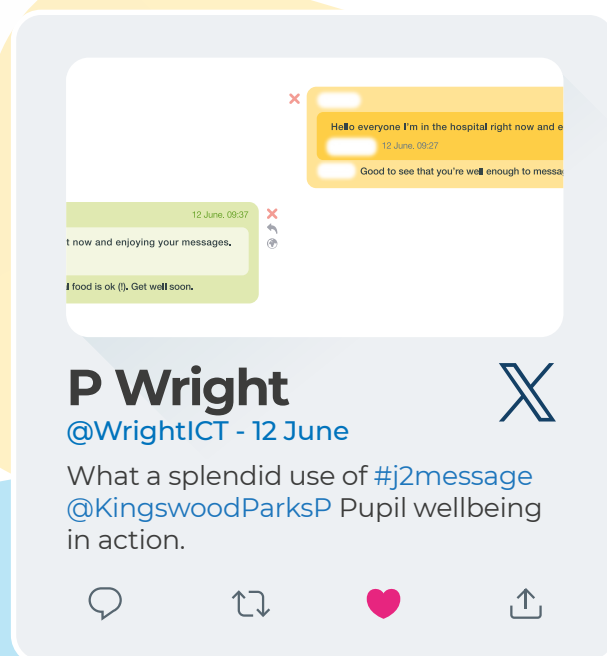 Hello everyone I'm in the hospital right now and e
12 June. 09:27
Good to see that you're well enough to messa
12 June. 09:37
t now and enjoying your messages.
l food is ok (!). Get well soon.
P Wright
@WrightICT - 12 June
What a splendid use of #j2message
@KingswoodParksP Pupil wellbeing
in action.